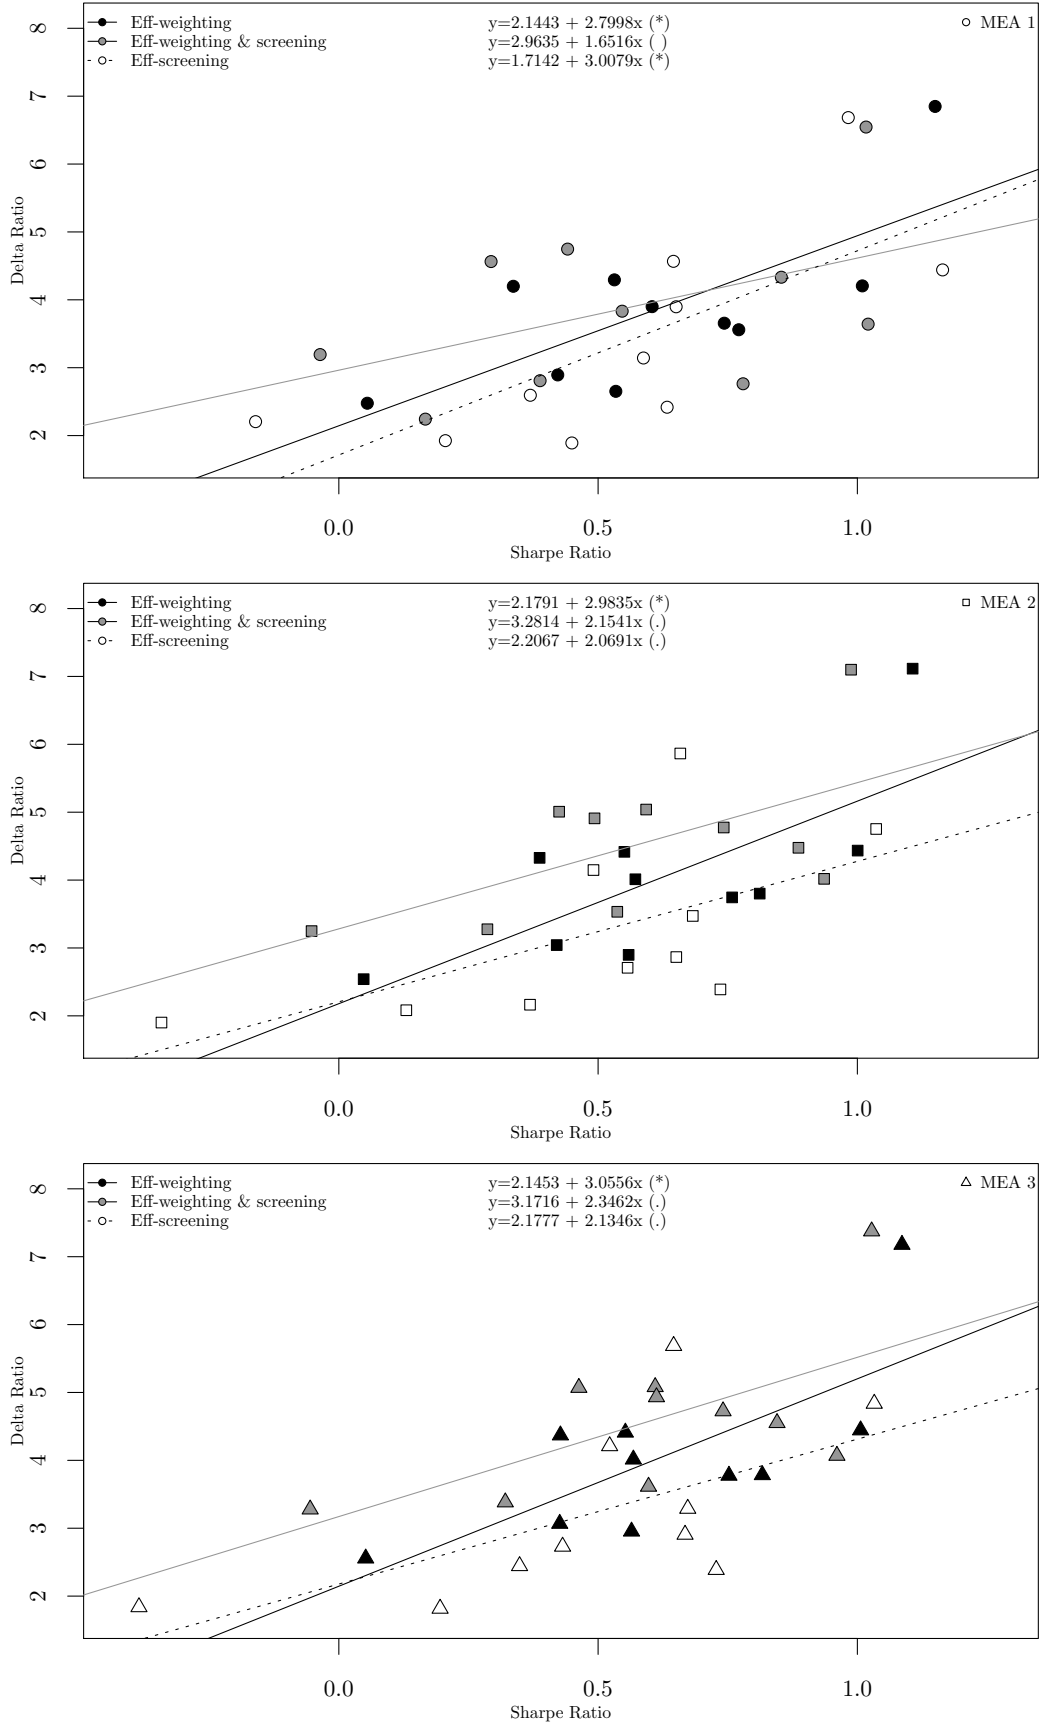 Eff-weighting y=2.1443 + 2.7998x (*) MEA 1
Eff-weighting & screening y=2.9635 + 1.6516x ( )
Eff-screening y=1.7142 + 3.0079x (*)
8
7
6
5
4
3
2
Delta Ratio
0.0 0.5 1.0
Sharpe Ratio
Eff-weighting y=2.1791 + 2.9835x (*) MEA 2
Eff-weighting & screening y=3.2814 + 2.1541x (.)
Eff-screening y=2.2067 + 2.0691x (.)
8
7
6
5
4
3
2
Delta Ratio
0.0 0.5 1.0
Sharpe Ratio
Eff-weighting y=2.1453 + 3.0556x (*) MEA 3
Eff-weighting & screening y=3.1716 + 2.3462x (.)
Eff-screening y=2.1777 + 2.1346x (.)
8
7
6
5
4
3
2
Delta Ratio
0.0 0.5 1.0
Sharpe Ratio